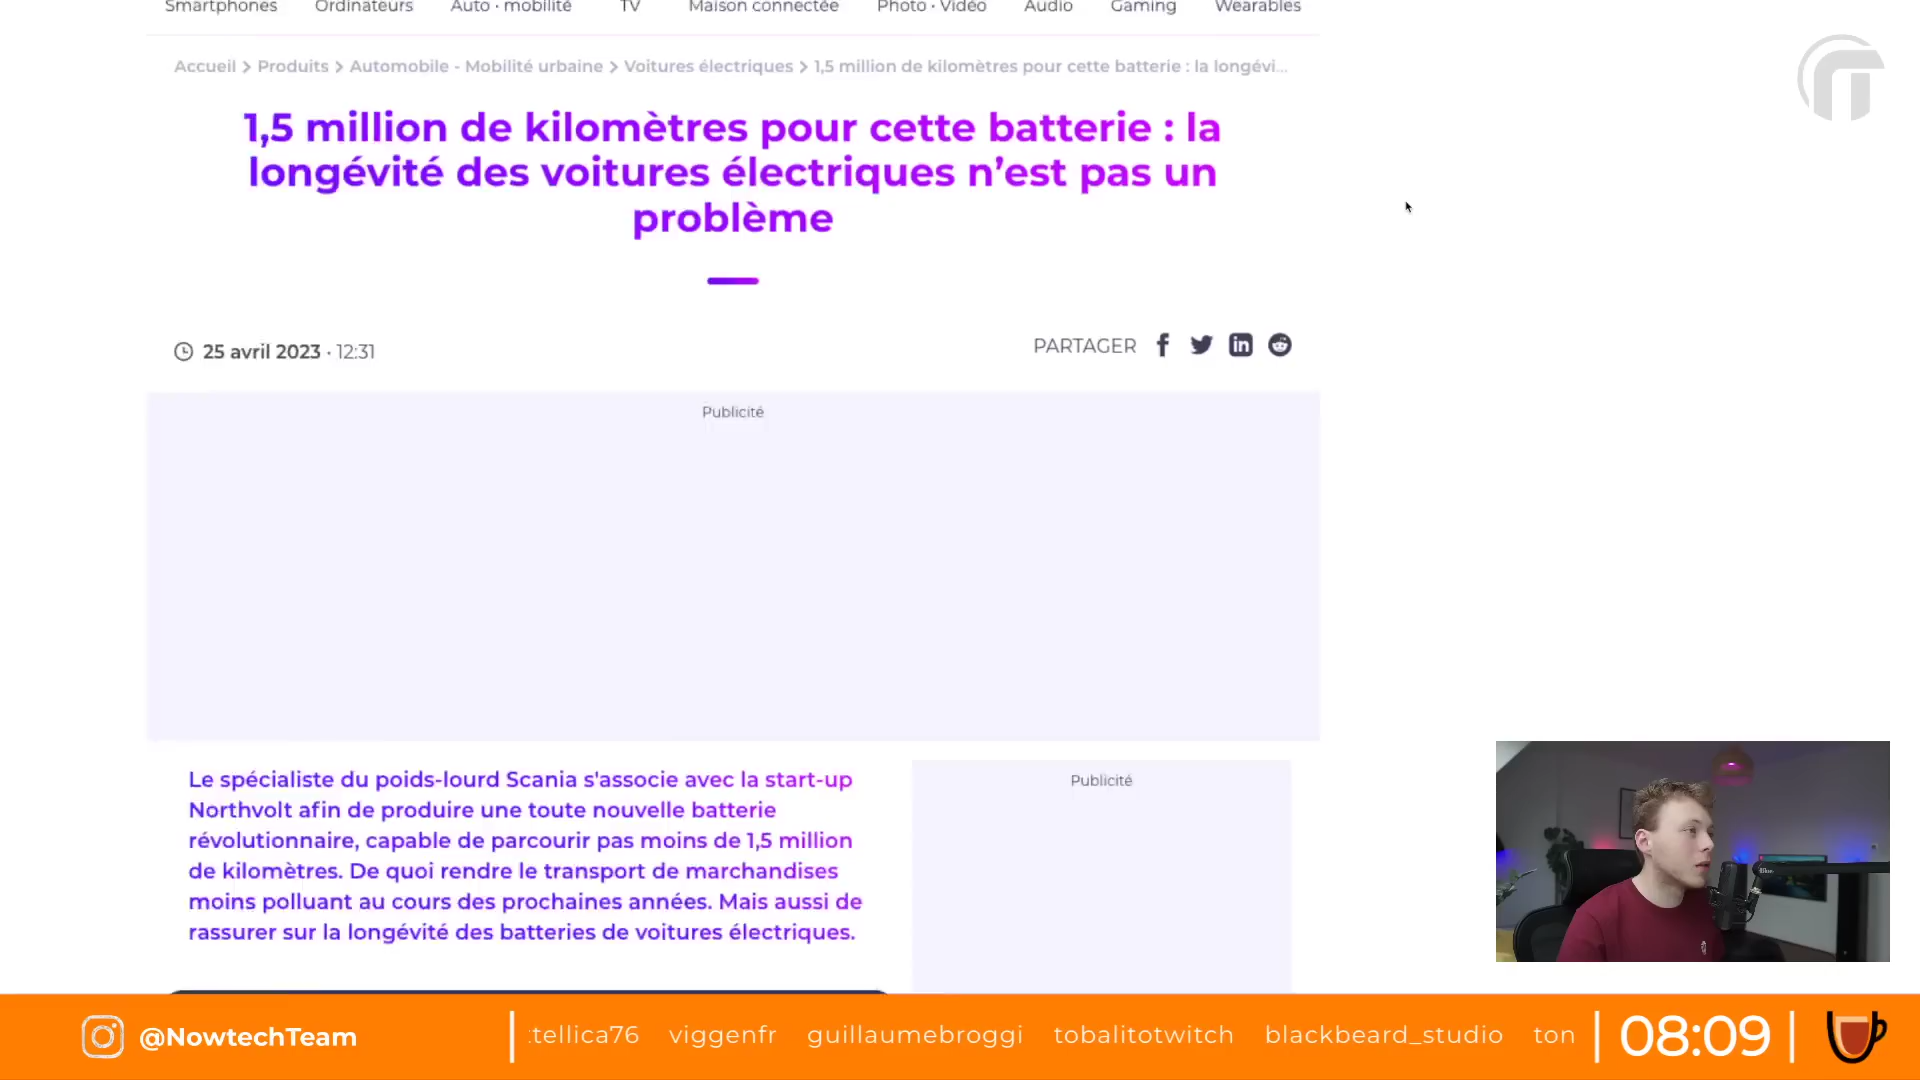 Smartphones Ordinateurs Auto · mobilité TV Maison connectée Photo · Vidéo Audio Gaming Wearables
Accueil > Produits > Automobile - Mobilité urbaine > Voitures électriques > 1,5 million de kilomètres pour cette batterie : la longévi...
1,5 million de kilomètres pour cette batterie : la
longévité des voitures électriques n’est pas un
problème
25 avril 2023 · 12:31
PARTAGER
Publicité
Le spécialiste du poids-lourd Scania s'associe avec la start-up
Northvolt afin de produire une toute nouvelle batterie
révolutionnaire, capable de parcourir pas moins de 1,5 million
de kilomètres. De quoi rendre le transport de marchandises
moins polluant au cours des prochaines années. Mais aussi de
rassurer sur la longévité des batteries de voitures électriques.
Publicité
@NowtechTeam
tellica76 viggenfr guillaumebroggi tobalitotwitch blackbeard_studio ton
08:09